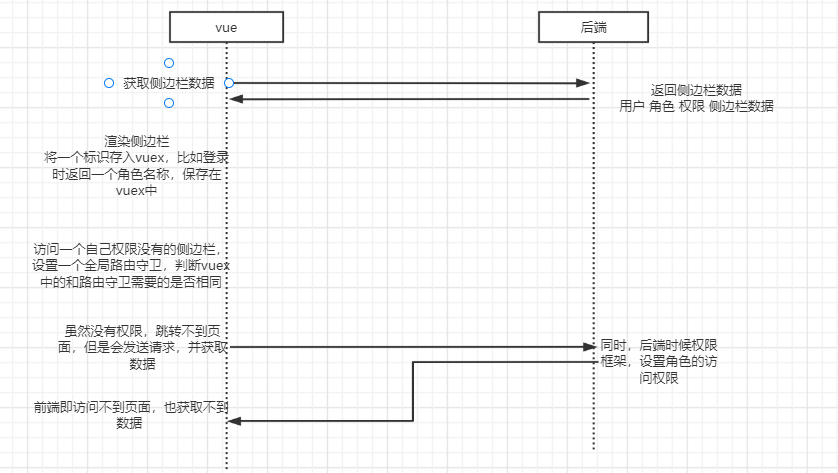 vue
后端
获取侧边栏数据
返回侧边栏数据
用户 角色 权限 侧边栏数据
渲染侧边栏
将一个标识存入vuex，比如登录
时返回一个角色名称，保存在
vuex中
访问一个自己权限没有的侧边栏，
设置一个全局路由守卫，判断vuex
中的和路由守卫需要的是否相同
虽然没有权限，跳转不到页
面，但是会发送请求，并获取
数据
同时，后端时候权限
框架，设置角色的访
问权限
前端即访问不到页面，也获取不到
数据